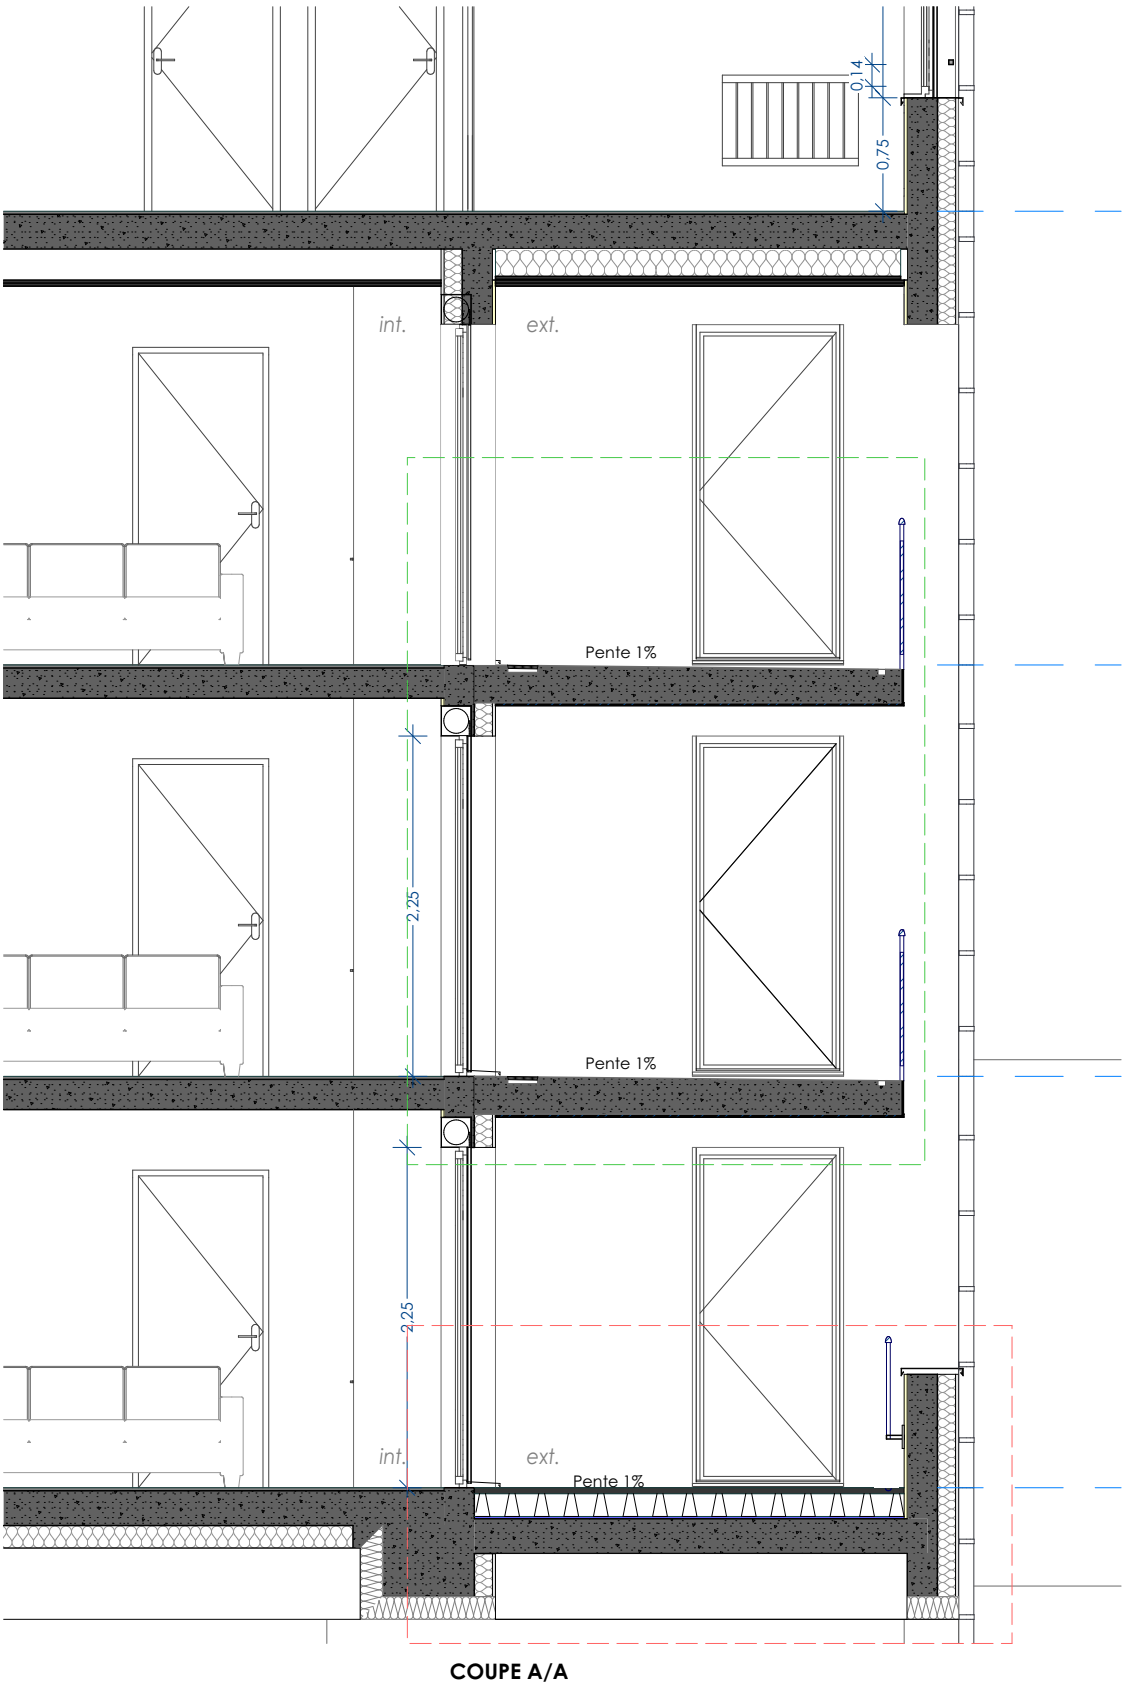 0,14
0,75
int.
ext.
Pente 1%
2,25
Pente 1%
2,25
int.
ext.
Pente 1%
COUPE A/A